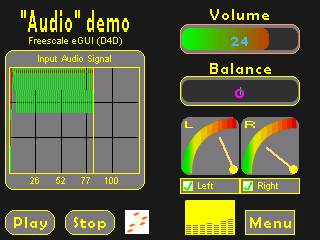 "Audio" demo
Freescale eGUI (D4D)
Input Audio Signal
26 52 77 100
Play
Stop
Volume
24
Balance
0
L
R
Left
Right
Menu